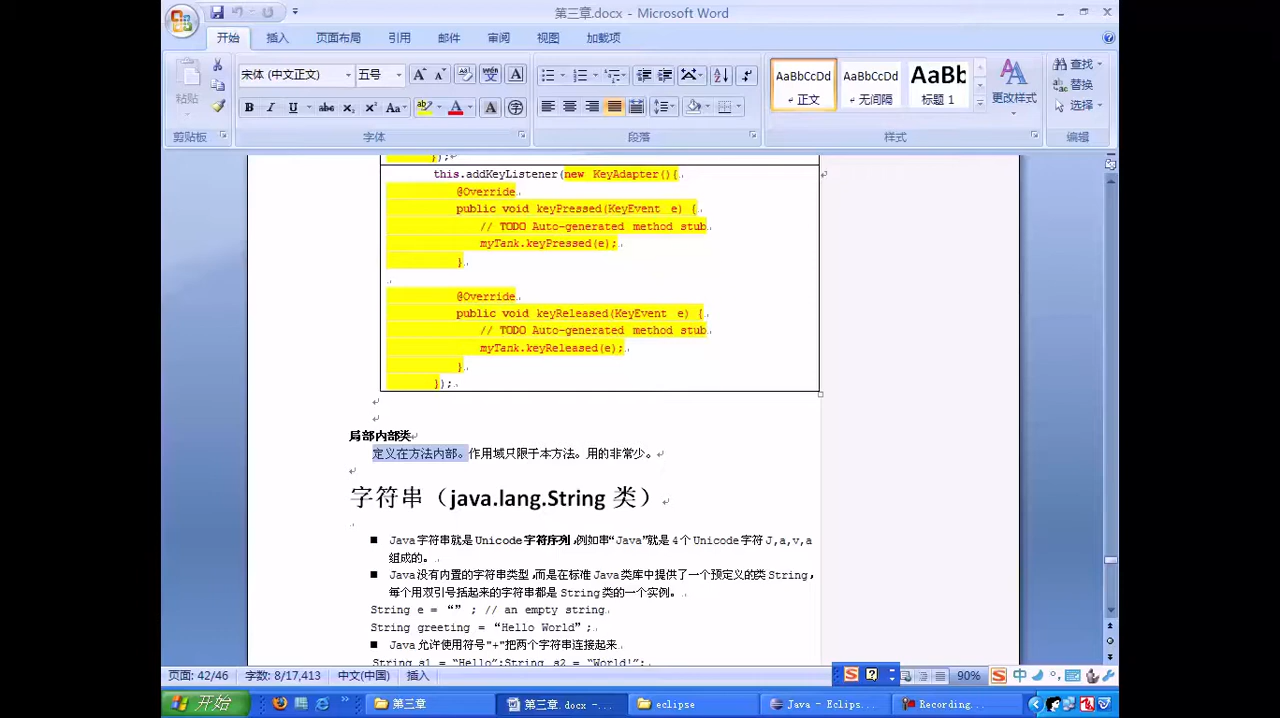 第三章.docx - Microsoft Word
开始 插入 页面布局 引用 邮件 审阅 视图 加载项
粘贴
宋体 (中文正文) 五号
AaBbCcDd AaBbCcDd AaBb
正文 无间隔 标题 1
更改样式
查找
替换
选择
剪贴板 字体 段落 样式 编辑
});
this.addKeyListener(new KeyAdapter(){
@Override
public void keyPressed(KeyEvent e) {
// TODO Auto-generated method stub
myTank.keyPressed(e);
}
@Override
public void keyReleased(KeyEvent e) {
// TODO Auto-generated method stub
myTank.keyReleased(e);
}
});
局部内部类
定义在方法内部。作用域只限于本方法。用的非常少。
字符串（java.lang.String 类）
■ Java字符串就是Unicode字符序列,例如串“Java”就是4个Unicode字符J,a,v,a
组成的。
■ Java没有内置的字符串类型,而是在标准Java类库中提供了一个预定义的类String,
每个用双引号括起来的字符串都是String类的一个实例。
String e = “” ; // an empty string
String greeting = “Hello World”;
■ Java允许使用符号"+"把两个字符串连接起来
String s1 = “Hello”;String s2 = “World!”;
页面: 42/46 字数: 8/17,413 中文(中国) 插入 90% 中
开始 第三章 第三章.docx -... eclipse Java - Eclips... Recording...